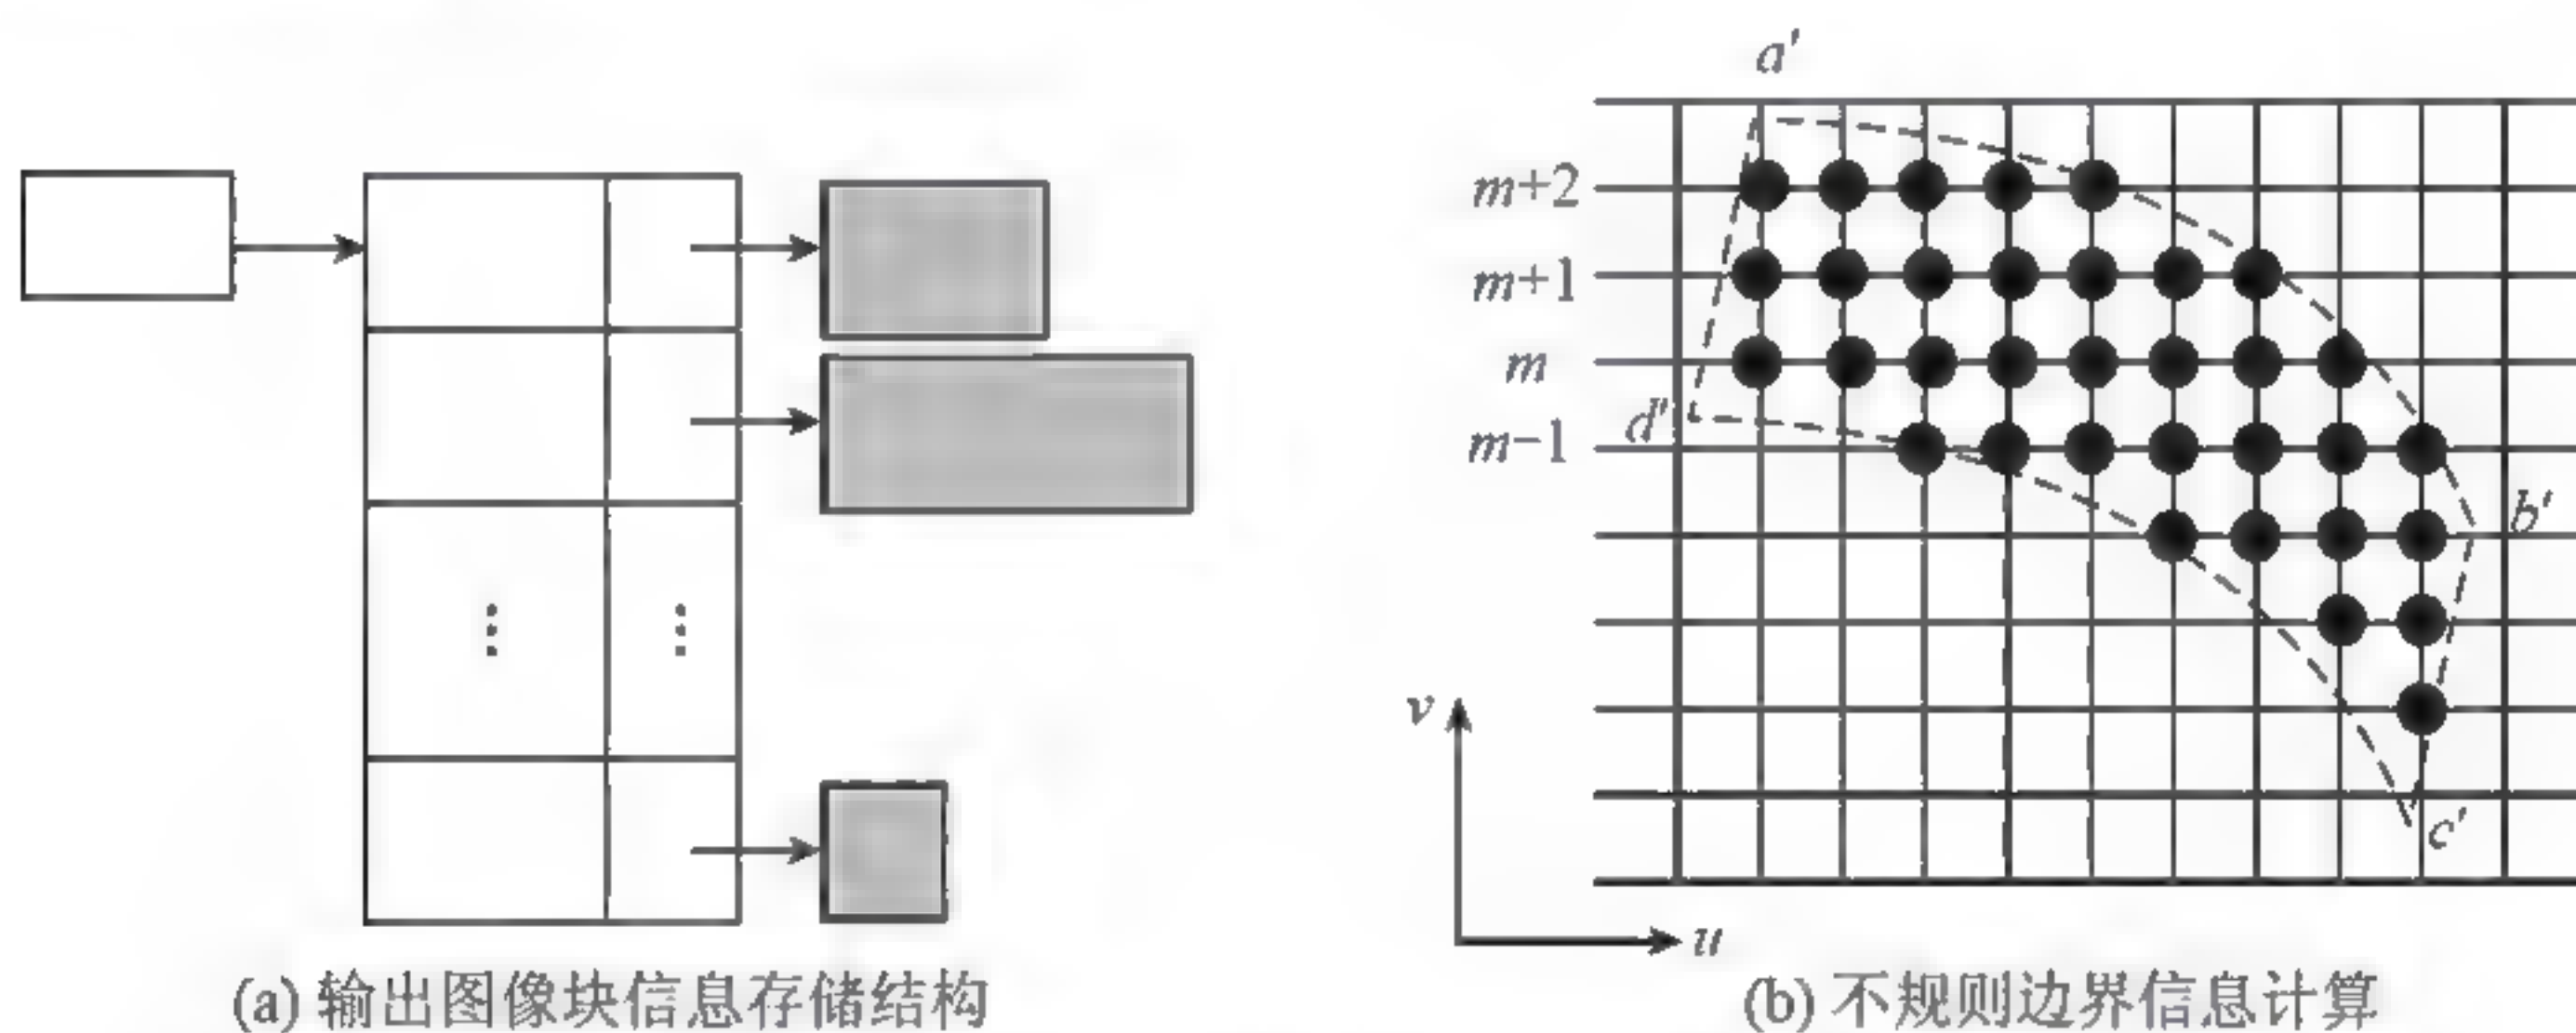 a′
m+2
m+1
m
d′
m−1
b′
v
c′
u
(a) 输出图像块信息存储结构
(b) 不规则边界信息计算